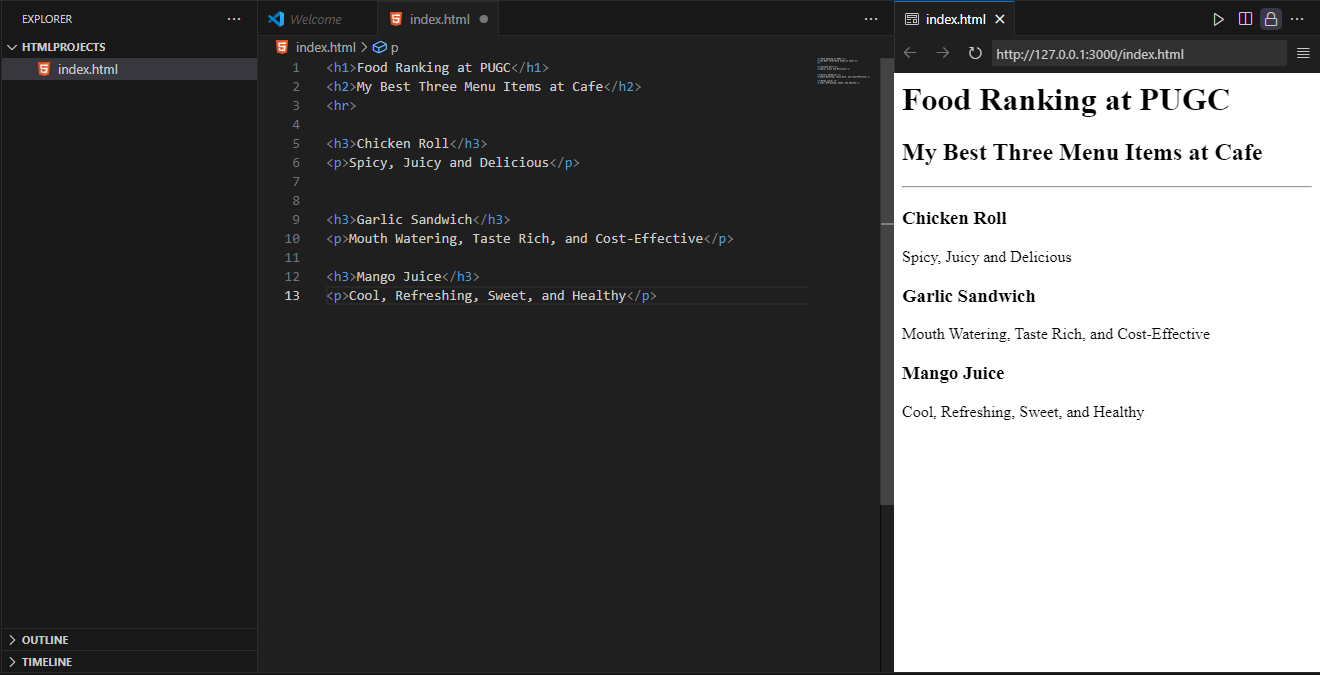 EXPLORER
HTMLPROJECTS
index.html
OUTLINE
TIMELINE
Welcome
index.html
index.html > p
1 <h1>Food Ranking at PUGC</h1>
2 <h2>My Best Three Menu Items at Cafe</h2>
3 <hr>
4
5 <h3>Chicken Roll</h3>
6 <p>Spicy, Juicy and Delicious</p>
7
8
9 <h3>Garlic Sandwich</h3>
10 <p>Mouth Watering, Taste Rich, and Cost-Effective</p>
11
12 <h3>Mango Juice</h3>
13 <p>Cool, Refreshing, Sweet, and Healthy</p>
index.html
http://127.0.0.1:3000/index.html
Food Ranking at PUGC
My Best Three Menu Items at Cafe
Chicken Roll
Spicy, Juicy and Delicious
Garlic Sandwich
Mouth Watering, Taste Rich, and Cost-Effective
Mango Juice
Cool, Refreshing, Sweet, and Healthy